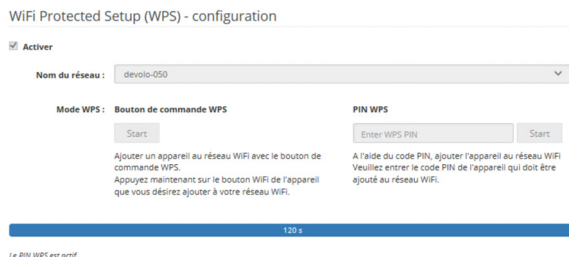 WiFi Protected Setup (WPS) - configuration
Activer
Nom du réseau : devolo-050
Mode WPS : Bouton de commande WPS PIN WPS
Start Enter WPS PIN Start
Ajouter un appareil au réseau WiFi avec le bouton de
commande WPS.
Appuyez maintenant sur le bouton WiFi de l'appareil
que vous désirez ajouter à votre réseau WiFi.
A l'aide du code PIN, ajouter l'appareil au réseau WiFi
Veuillez entrer le code PIN de l'appareil qui doit être
ajouté au réseau WiFi.
120 s
Le PIN WPS est actif